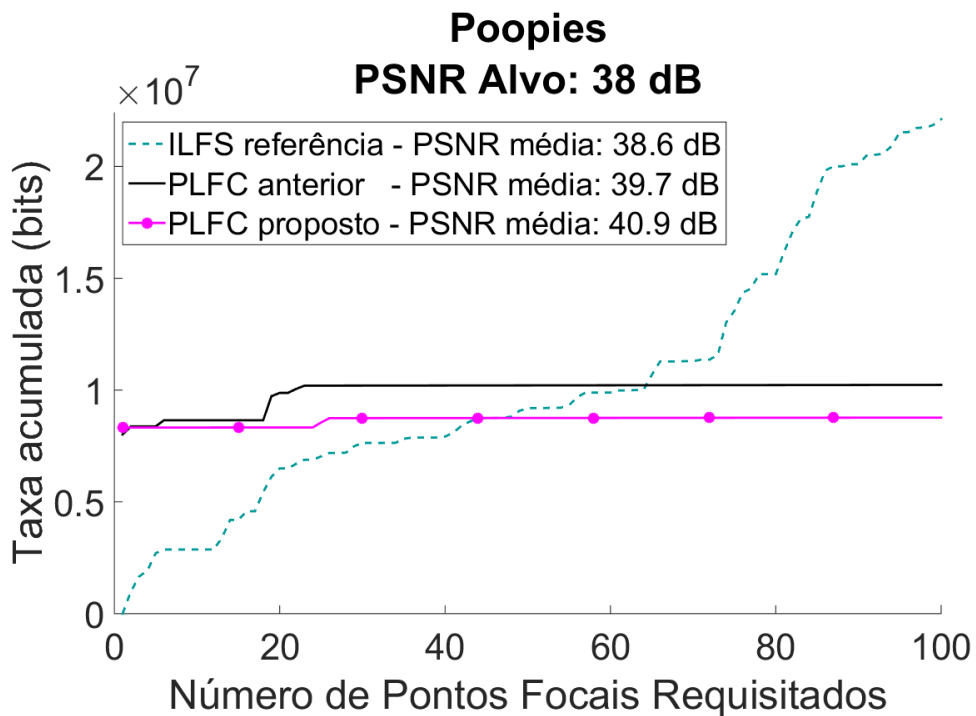 Poopies
PSNR Alvo: 38 dB
×10^7
ILFS referência - PSNR média: 38.6 dB
PLFC anterior - PSNR média: 39.7 dB
PLFC proposto - PSNR média: 40.9 dB
Taxa acumulada (bits)
2
1.5
1
0.5
0
0 20 40 60 80 100
Número de Pontos Focais Requisitados